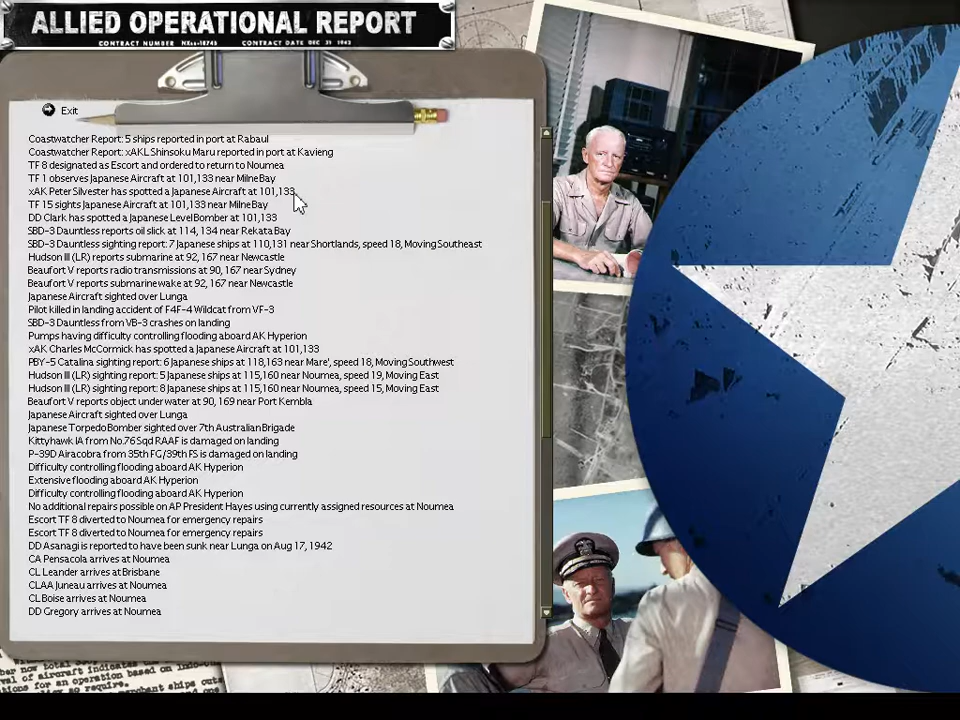 ALLIED OPERATIONAL REPORT
CONTRACT NUMBER NXss-18745 CONTRACT DATE DEC 31 1942
Exit
Coastwatcher Report: 5 ships reported in port at Rabaul
Coastwatcher Report: xAKL Shinsoku Maru reported in port at Kavieng
TF 8 designated as Escort and ordered to return to Noumea
TF 1 observes Japanese Aircraft at 101,133 near Milne Bay
xAK Peter Silvester has spotted a Japanese Aircraft at 101,133
TF 15 sights Japanese Aircraft at 101,133 near Milne Bay
DD Clark has spotted a Japanese Level Bomber at 101,133
SBD-3 Dauntless reports oil slick at 114, 134 near Rekata Bay
SBD-3 Dauntless sighting report: 7 Japanese ships at 110,131 near Shortlands, speed 18, Moving Southeast
Hudson III (LR) reports submarine at 92, 167 near Newcastle
Beaufort V reports radio transmissions at 90, 167 near Sydney
Beaufort V reports submarine wake at 92, 167 near Newcastle
Japanese Aircraft sighted over Lunga
Pilot killed in landing accident of F4F-4 Wildcat from VF-3
SBD-3 Dauntless from VB-3 crashes on landing
Pumps having difficulty controlling flooding aboard AK Hyperion
xAK Charles McCormick has spotted a Japanese Aircraft at 101,133
PBY-5 Catalina sighting report: 6 Japanese ships at 118,163 near Mare', speed 18, Moving Southwest
Hudson III (LR) sighting report: 5 Japanese ships at 115,160 near Noumea, speed 19, Moving East
Hudson III (LR) sighting report: 8 Japanese ships at 115,160 near Noumea, speed 15, Moving East
Beaufort V reports object under water at 90, 169 near Port Kembla
Japanese Aircraft sighted over Lunga
Japanese Torpedo Bomber sighted over 7th Australian Brigade
Kittyhawk IA from No.76 Sqd RAAF is damaged on landing
P-39D Airacobra from 35th FG/39th FS is damaged on landing
Difficulty controlling flooding aboard AK Hyperion
Extensive flooding aboard AK Hyperion
Difficulty controlling flooding aboard AK Hyperion
No additional repairs possible on AP President Hayes using currently assigned resources at Noumea
Escort TF 8 diverted to Noumea for emergency repairs
Escort TF 8 diverted to Noumea for emergency repairs
DD Asanagi is reported to have been sunk near Lunga on Aug 17, 1942
CA Pensacola arrives at Noumea
CL Leander arrives at Brisbane
CLAA Juneau arrives at Noumea
CL Boise arrives at Noumea
DD Gregory arrives at Noumea